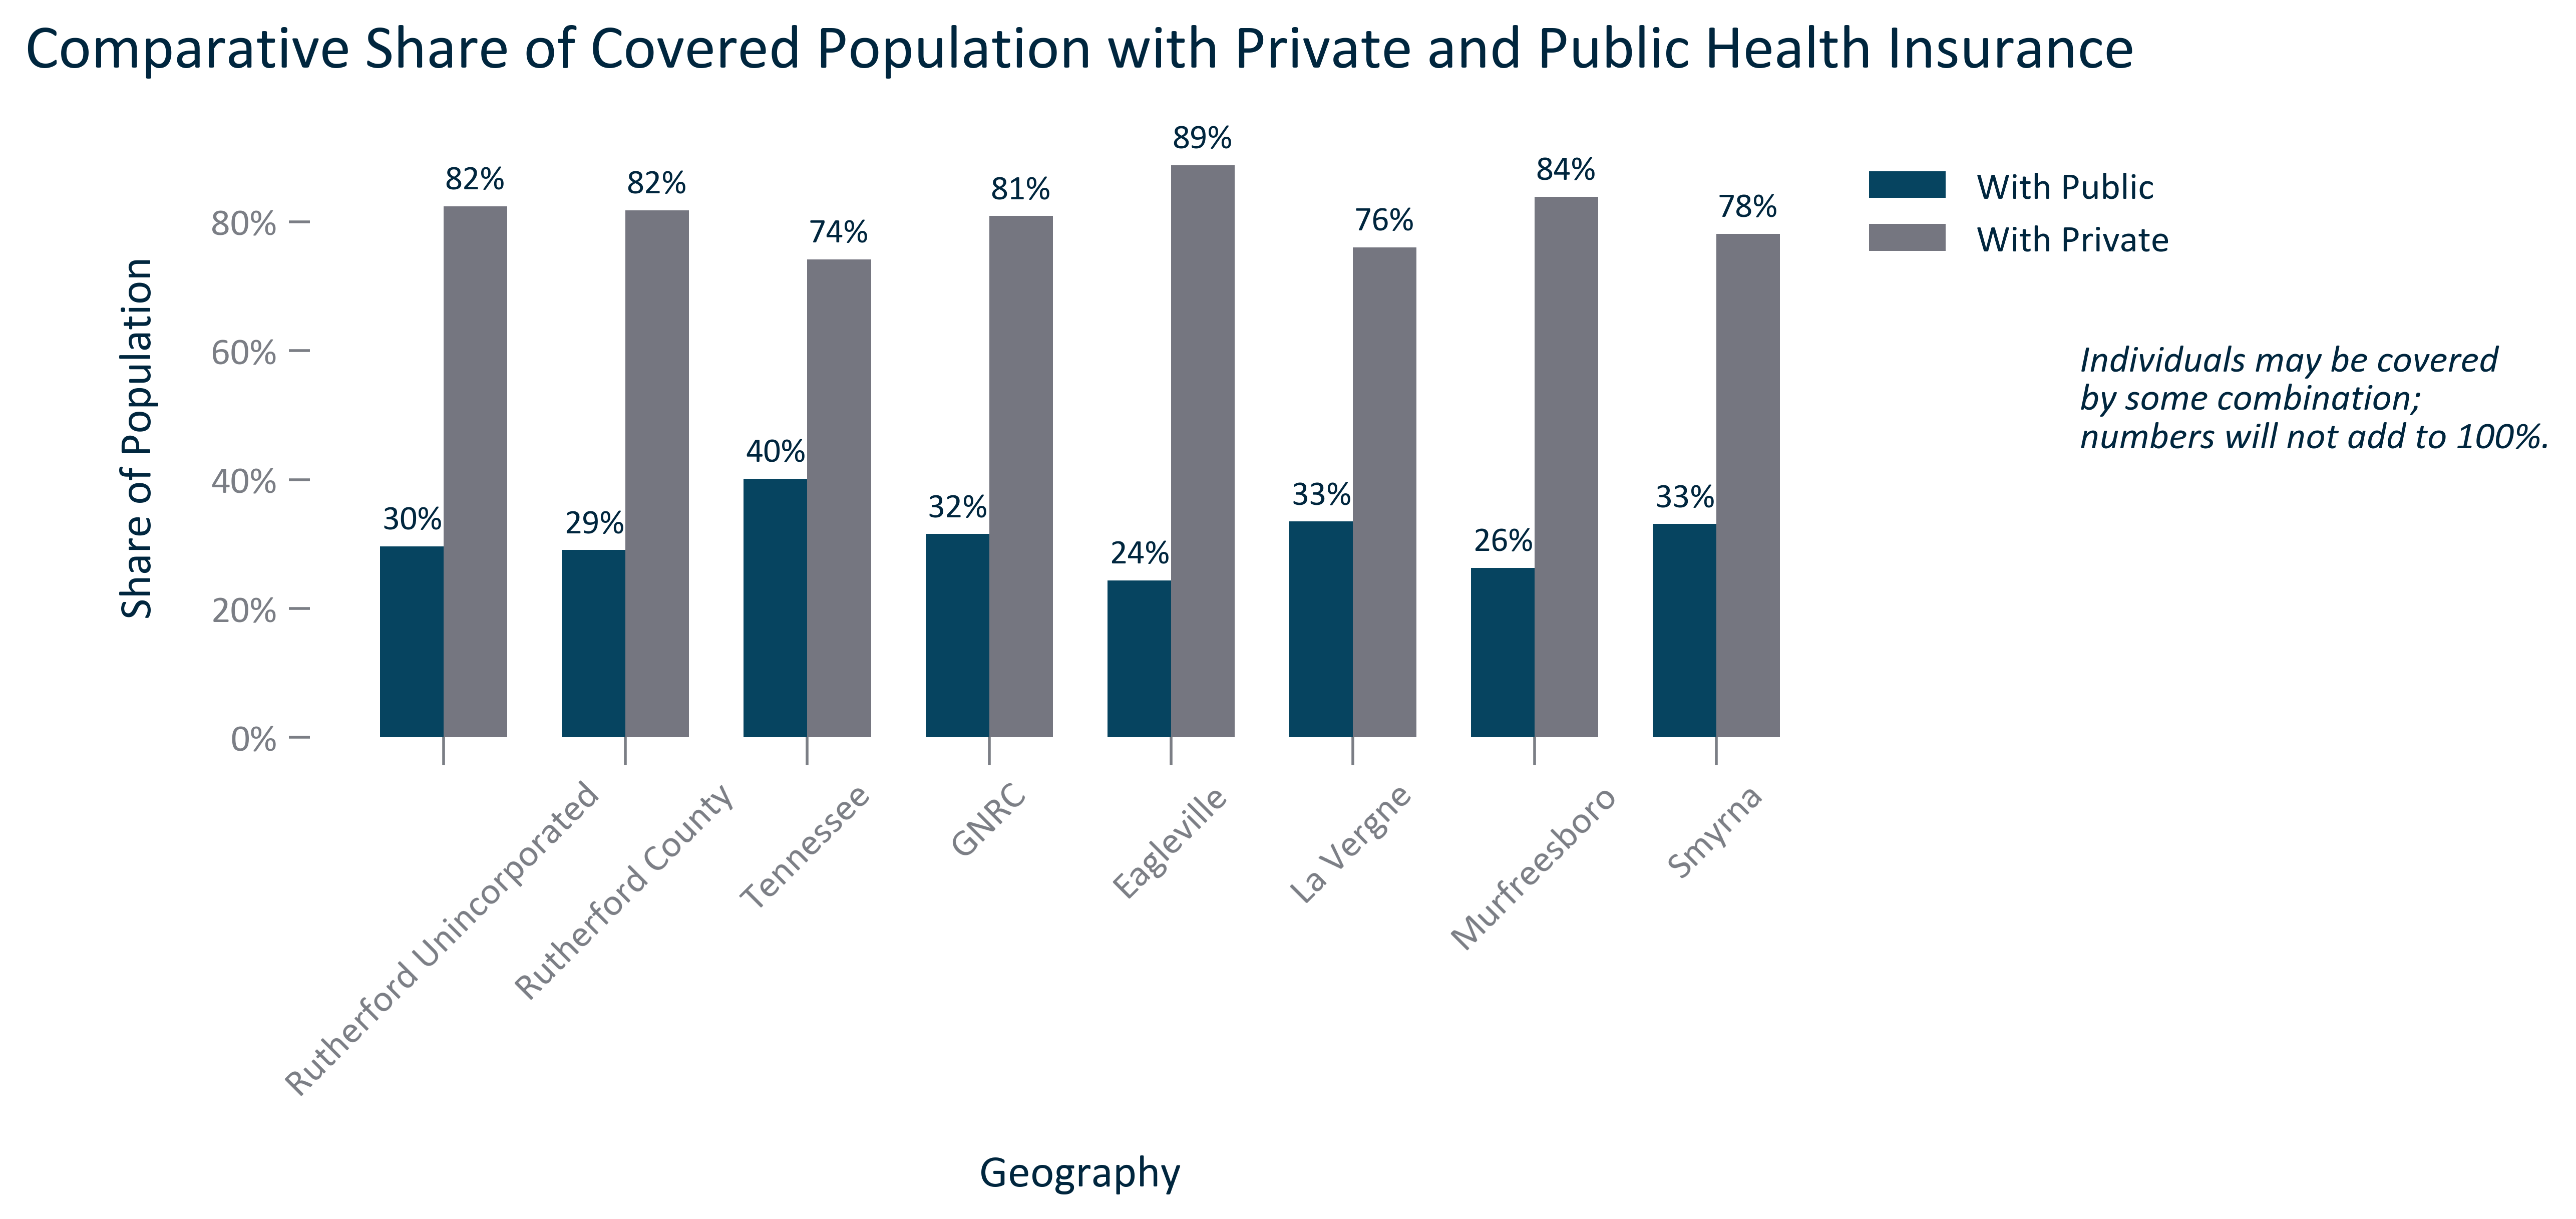 Comparative Share of Covered Population with Private and Public Health Insurance
89%
84%
82%
82%
81%
With Public
78%
76%
80%
74%
With Private
Share of Population
60%
Individuals may be covered
by some combination;
numbers will not add to 100%.
40%
40%
33%
33%
32%
30%
29%
26%
24%
20%
0%
Rutherford Unincorporated
Rutherford County
Tennessee
GNRC
Eagleville
La Vergne
Murfreesboro
Smyrna
Geography